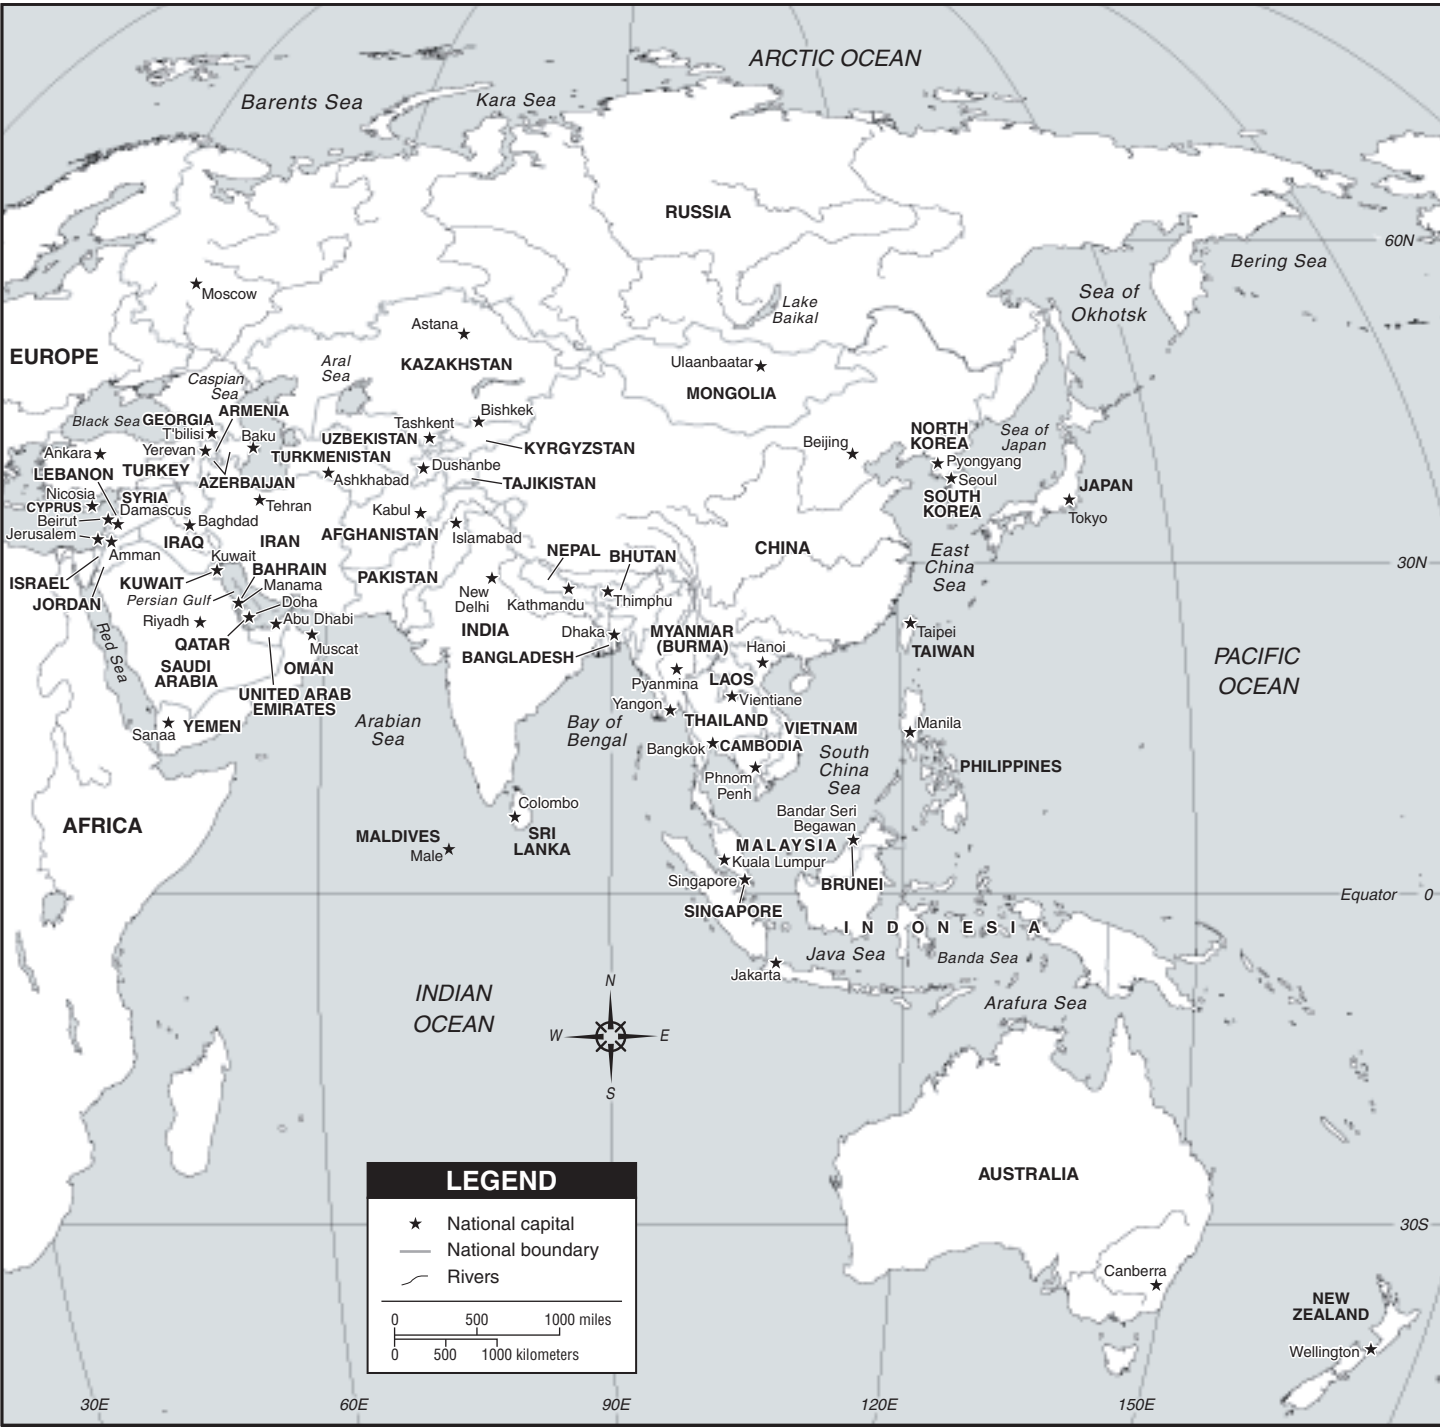 ARCTIC OCEAN
Barents Sea
Kara Sea
RUSSIA
60N
Bering Sea
Moscow
Sea of
Okhotsk
Lake
Baikal
Astana
EUROPE
KAZAKHSTAN
Aral
Sea
Ulaanbaatar
MONGOLIA
Caspian
Sea
ARMENIA
Black Sea
GEORGIA
T'bilisi
Baku
Yerevan
Ankara
LEBANON
TURKEY
AZERBAIJAN
Tashkent
Bishkek
UZBEKISTAN
KYRGYZSTAN
TURKMENISTAN
Ashkhabad
Dushanbe
TAJIKISTAN
Beijing
NORTH
KOREA
Pyongyang
Seoul
SOUTH
KOREA
Sea of
Japan
JAPAN
Tokyo
Nicosia
CYPRUS
SYRIA
Damascus
Beirut
Jerusalem
Amman
Baghdad
Tehran
IRAQ
IRAN
Kabul
AFGHANISTAN
Islamabad
CHINA
East
China
Sea
30N
ISRAEL
JORDAN
KUWAIT
Kuwait
BAHRAIN
Manama
Persian Gulf
Doha
Riyadh
Abu Dhabi
QATAR
Muscat
Red Sea
SAUDI
ARABIA
OMAN
UNITED ARAB
EMIRATES
PAKISTAN
NEPAL
BHUTAN
New
Delhi
Kathmandu
Thimphu
INDIA
Dhaka
BANGLADESH
MYANMAR
(BURMA)
Hanoi
Taipei
TAIWAN
PACIFIC
OCEAN
Pyanmina
LAOS
Vientiane
Yangon
Sanaa
YEMEN
Arabian
Sea
Bay of
Bengal
THAILAND
VIETNAM
Bangkok
CAMBODIA
Phnom
Penh
South
China
Sea
Manila
PHILIPPINES
AFRICA
Colombo
SRI
LANKA
MALDIVES
Male
Bandar Seri
Begawan
MALAYSIA
Kuala Lumpur
Singapore
BRUNEI
SINGAPORE
Equator
0
INDONESIA
Java Sea
Banda Sea
Jakarta
Arafura Sea
INDIAN
OCEAN
N
W
E
S
AUSTRALIA
30S
Canberra
NEW
ZEALAND
Wellington
LEGEND
National capital
National boundary
Rivers
0 500 1000 miles
0 500 1000 kilometers
30E
60E
90E
120E
150E